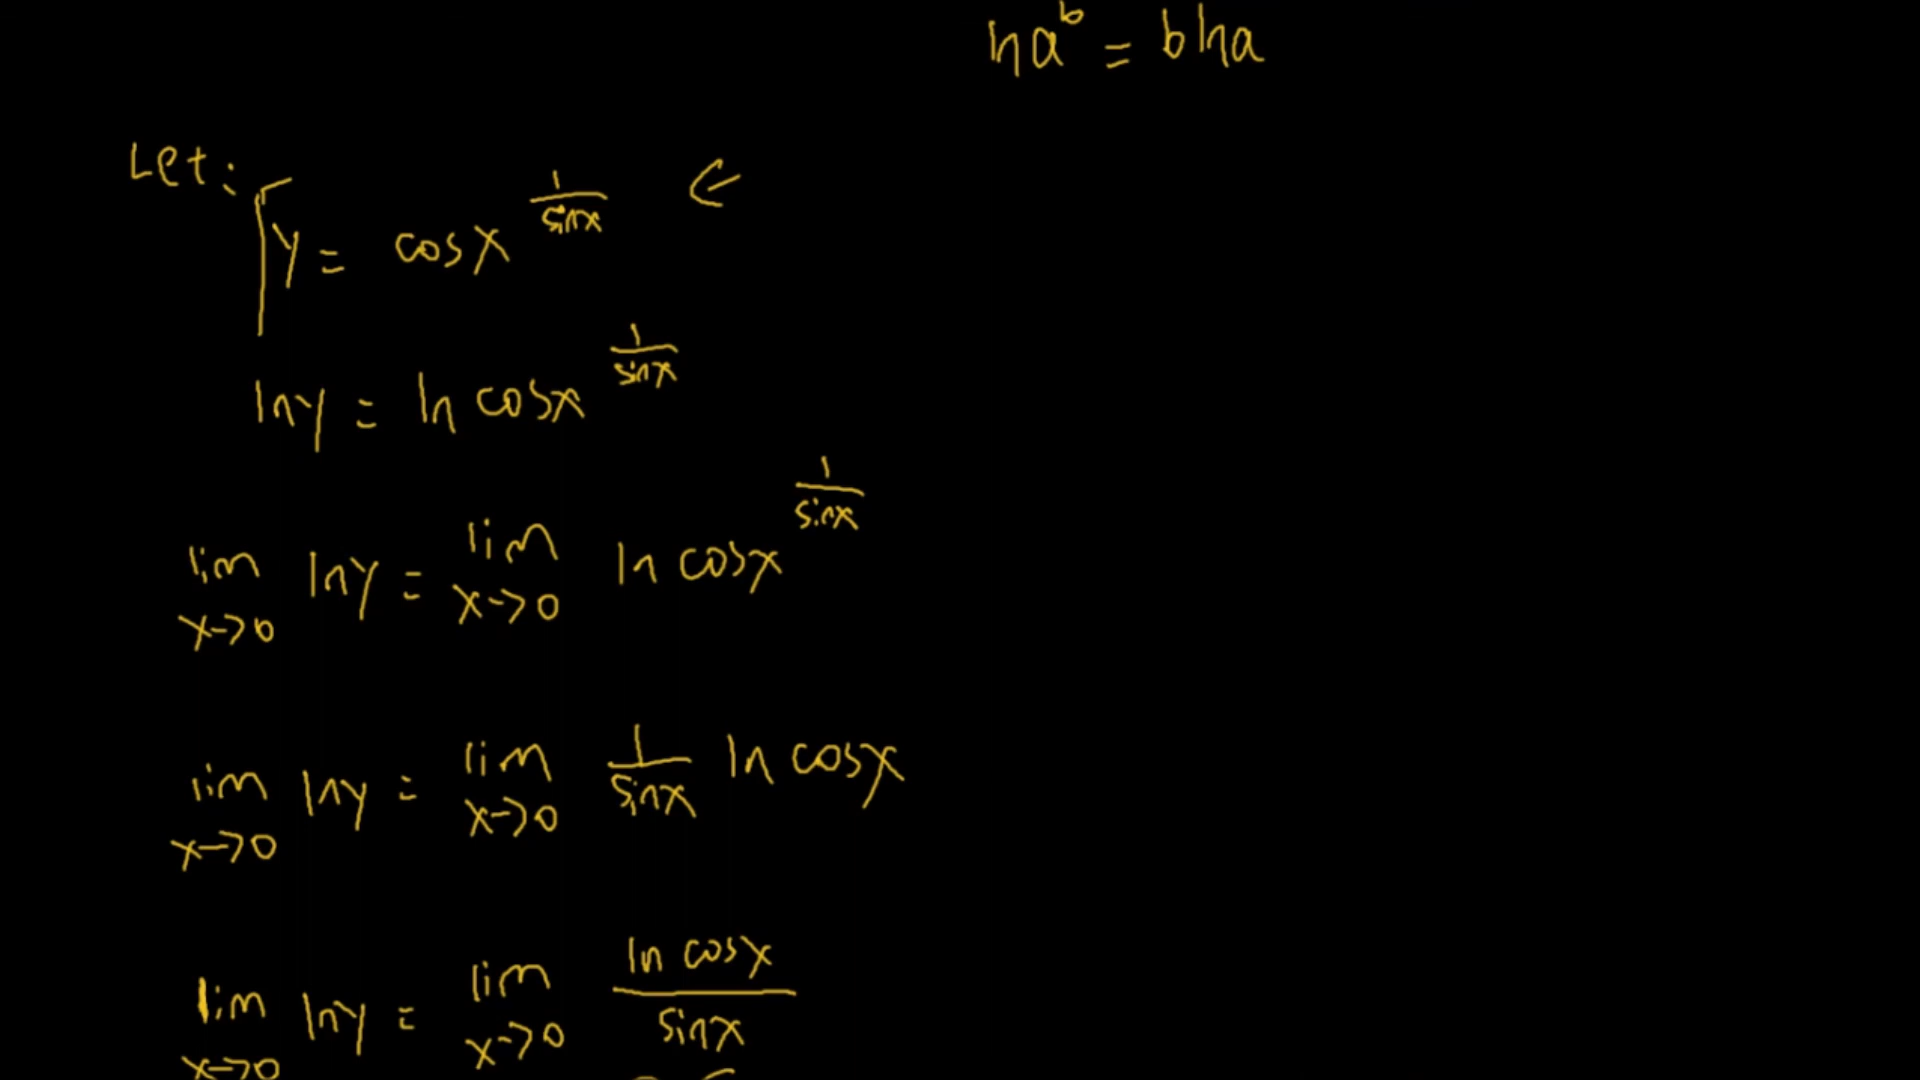 ln a^b = b ln a
Let:
y = cos x^(1/sin x) ←
ln y = ln cos x^(1/sin x)
lim x→0 ln y = lim x→0 ln cos x^(1/sin x)
lim x→0 ln y = lim x→0 1/sin x ln cos x
lim x→0 ln y = lim x→0 ln cos x / sin x